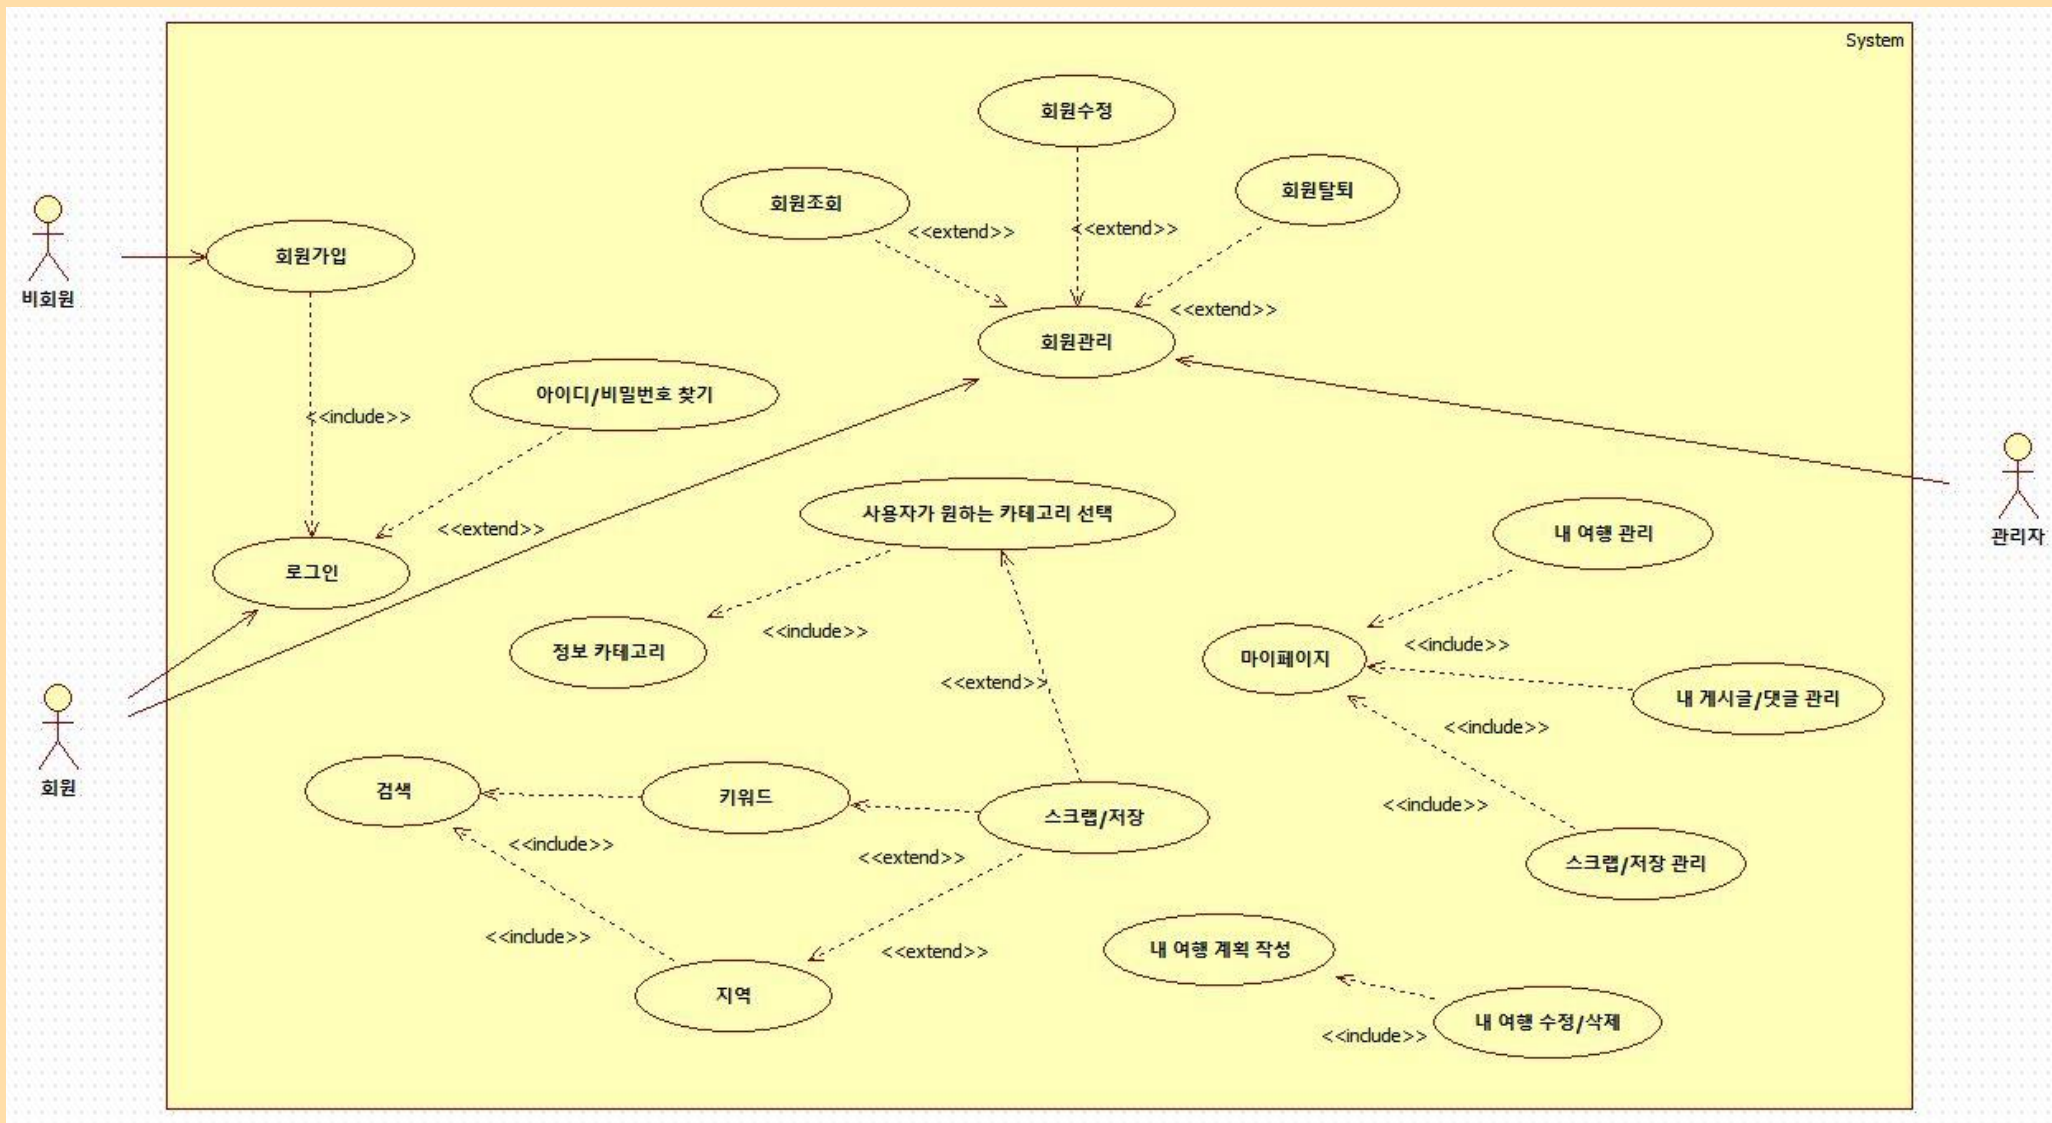 System
회원수정
회원탈퇴
회원조회
<<extend>>
<<extend>>
회원가입
비회원
<<extend>>
회원관리
아이디/비밀번호 찾기
<<include>>
사용자가 원하는 카테고리 선택
<<extend>>
내 여행 관리
관리자
로그인
<<include>>
정보 카테고리
<<include>>
마이페이지
<<extend>>
내 게시글/댓글 관리
<<include>>
회원
검색
키워드
<<include>>
스크랩/저장
<<include>>
<<extend>>
스크랩/저장 관리
<<include>>
<<extend>>
내 여행 계획 작성
지역
내 여행 수정/삭제
<<include>>